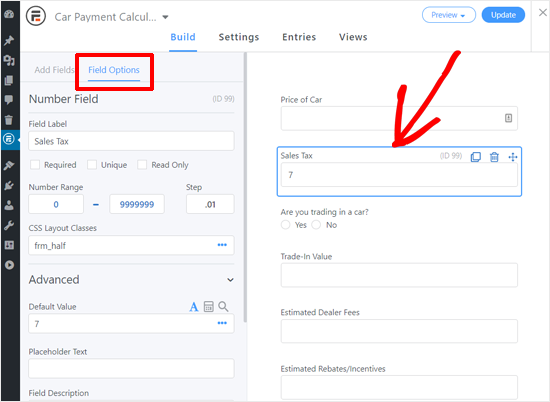 Car Payment Calcul...
Preview
Update
Build
Settings
Entries
Views
Add Fields
Field Options
Number Field
(ID 99)
Field Label
Sales Tax
Required
Unique
Read Only
Number Range
Step
0
–
9999999
.01
CSS Layout Classes
frm_half
Advanced
Default Value
A
7
Placeholder Text
Field Description
Price of Car
Sales Tax
(ID 99)
7
Are you trading in a car?
Yes
No
Trade-In Value
Estimated Dealer Fees
Estimated Rebates/Incentives